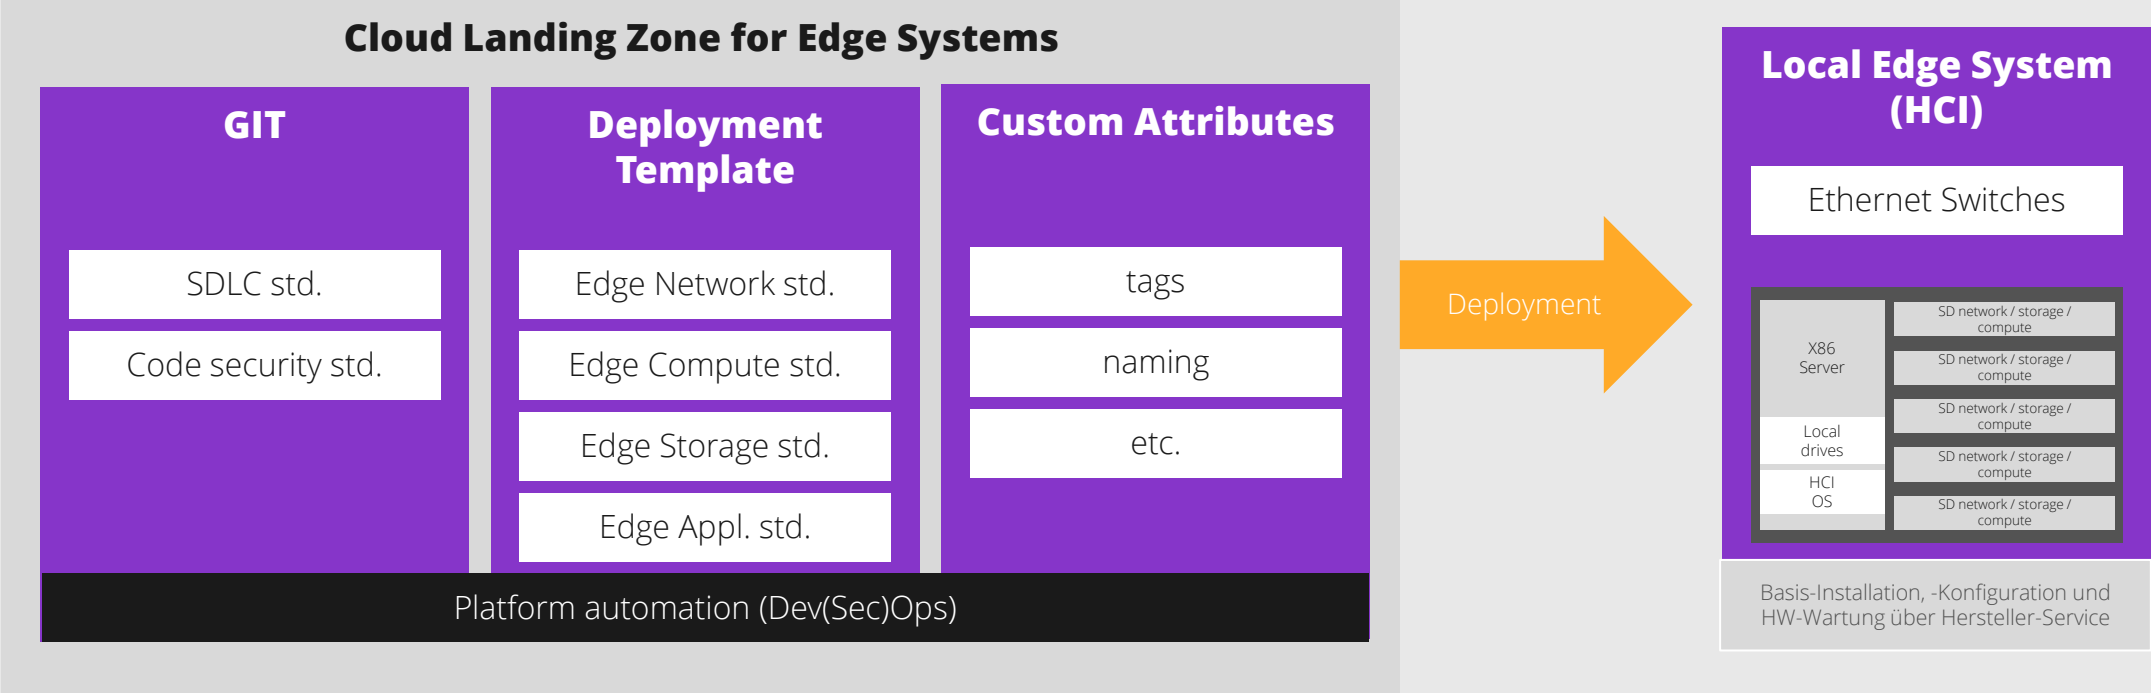 Cloud Landing Zone for Edge Systems
GIT
SDLC std.
Code security std.
Deployment
Template
Edge Network std.
Edge Compute std.
Edge Storage std.
Edge Appl. std.
Custom Attributes
tags
naming
etc.
Platform automation (Dev(Sec)Ops)
Deployment
Local Edge System
(HCI)
Ethernet Switches
X86
Server
Local
drives
HCI
OS
SD network / storage /
compute
SD network / storage /
compute
SD network / storage /
compute
SD network / storage /
compute
SD network / storage /
compute
Basis-Installation, -Konfiguration und
HW-Wartung über Hersteller-Service